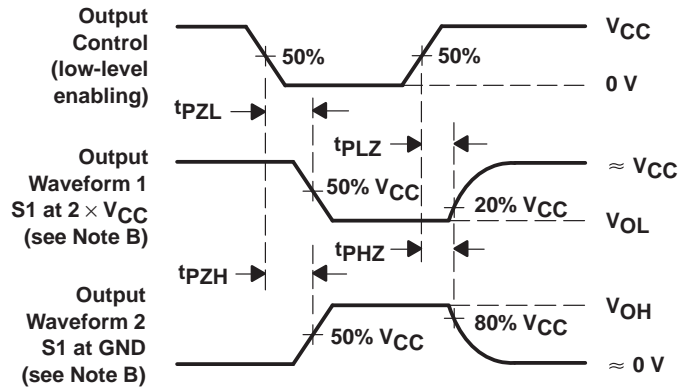 Output
Control
(low-level
enabling)
50%
50%
VCC
0 V
tPZL
tPLZ
Output
Waveform 1
S1 at 2 × VCC
(see Note B)
50% VCC
20% VCC
≈ VCC
VOL
tPZH
tPHZ
Output
Waveform 2
S1 at GND
(see Note B)
50% VCC
80% VCC
VOH
≈ 0 V